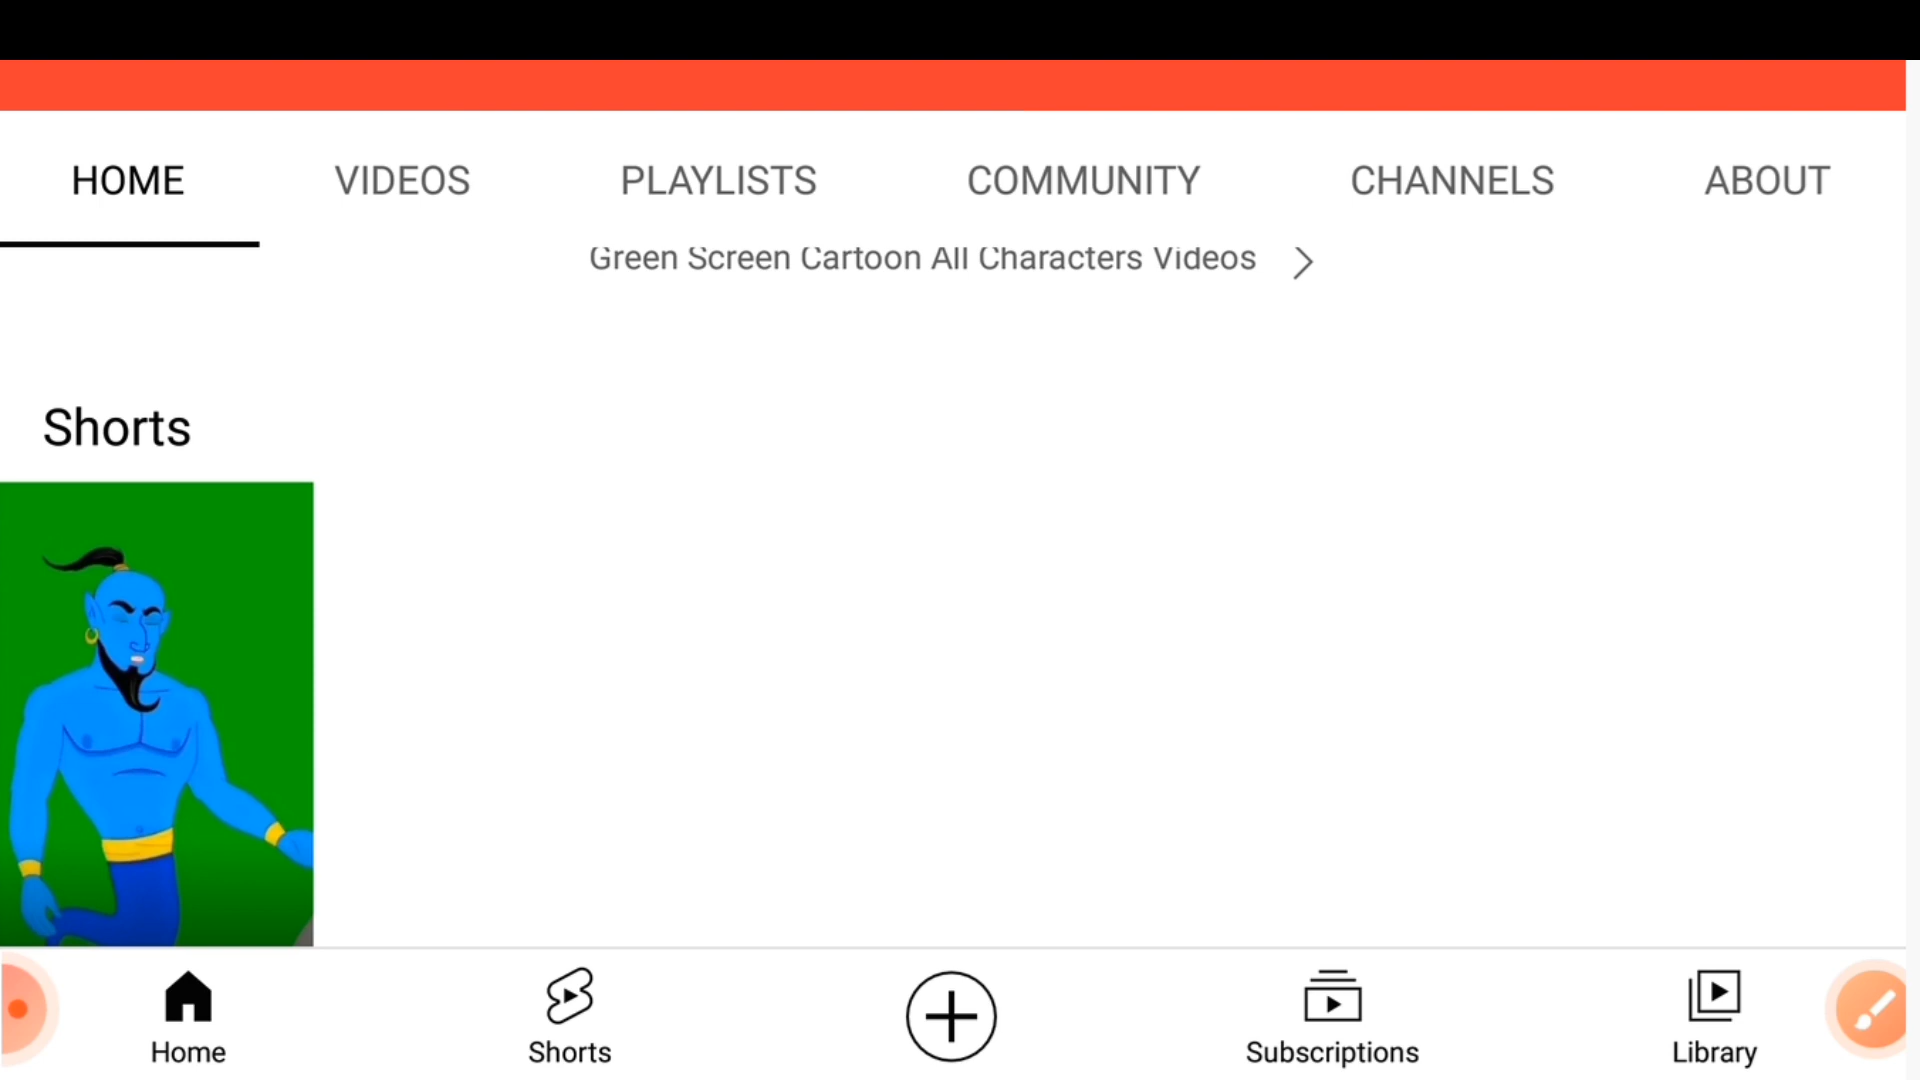 HOME VIDEOS PLAYLISTS COMMUNITY CHANNELS ABOUT
Green Screen Cartoon All Characters Videos
Shorts
Home Shorts Subscriptions Library